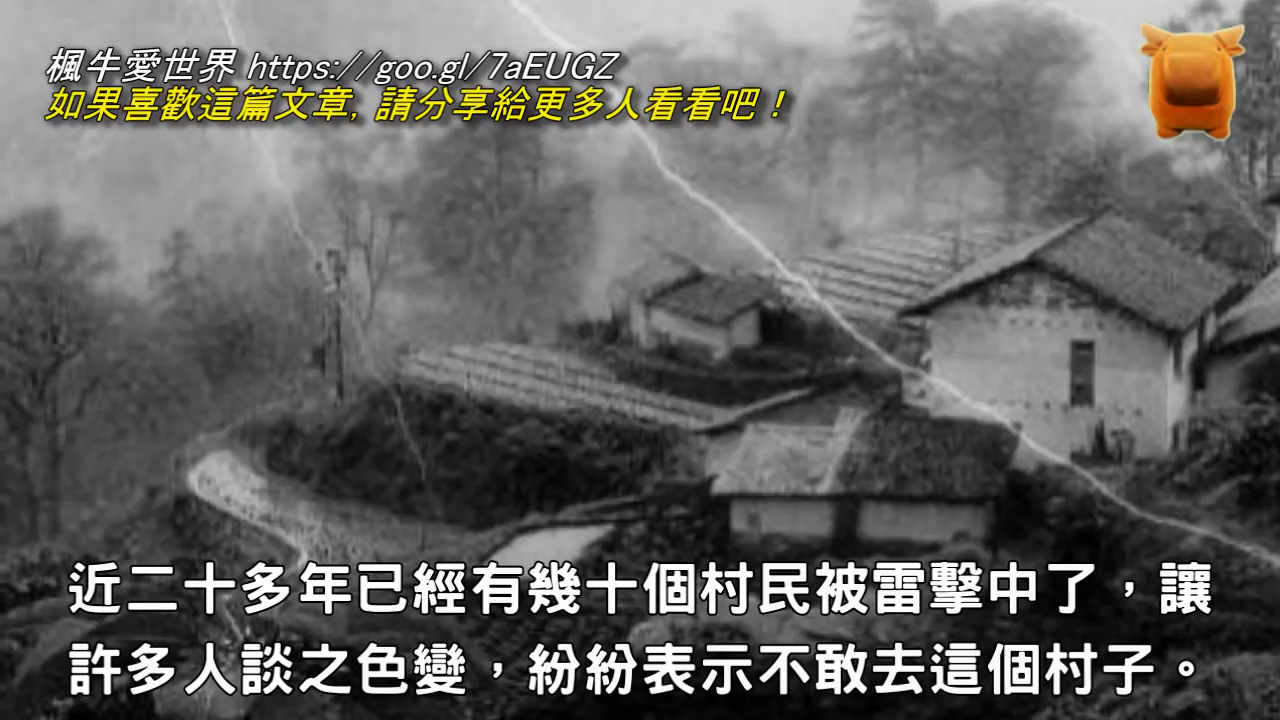 楓牛愛世界 https://goo.gl/7aEUGZ
如果喜歡這篇文章, 請分享給更多人看看吧！
近二十多年已經有幾十個村民被雷擊中了，讓
許多人談之色變，紛紛表示不敢去這個村子。